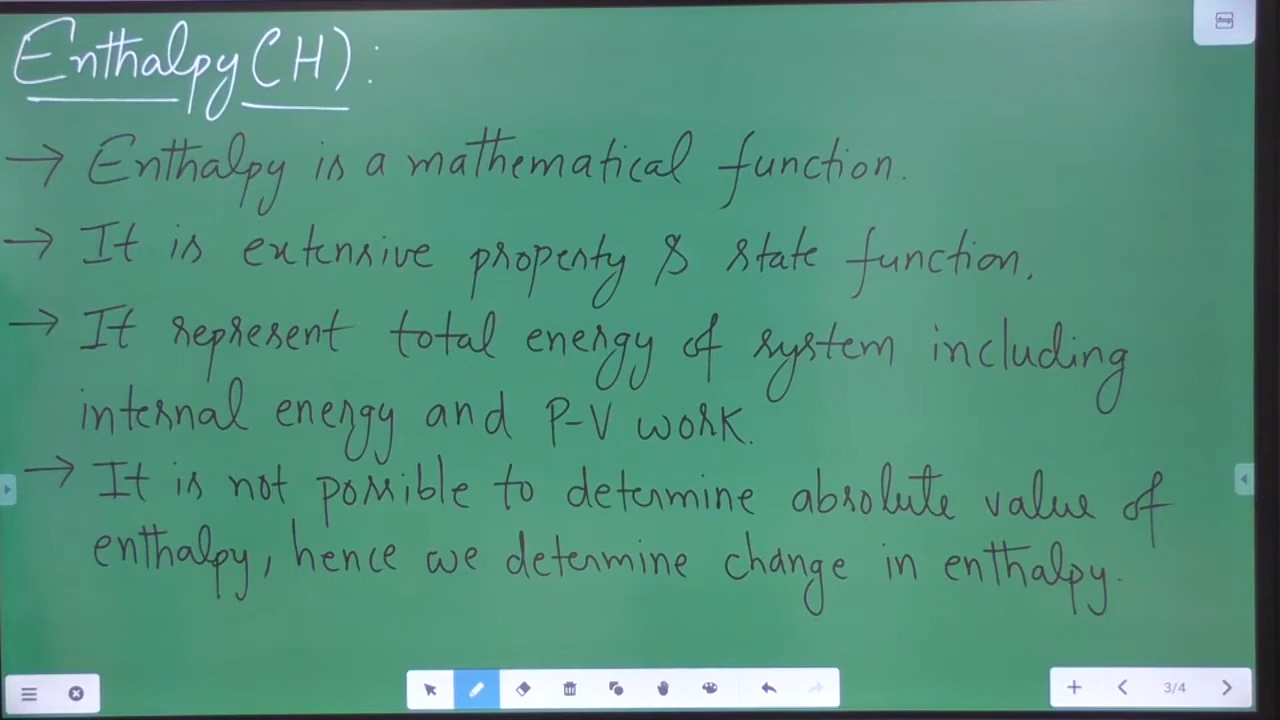 Enthalpy (H) :
→ Enthalpy is a mathematical function.
→ It is extensive property & state function.
→ It represent total energy of system including
internal energy and P-V work.
→ It is not possible to determine absolute value of
enthalpy, hence we determine change in enthalpy.
3/4